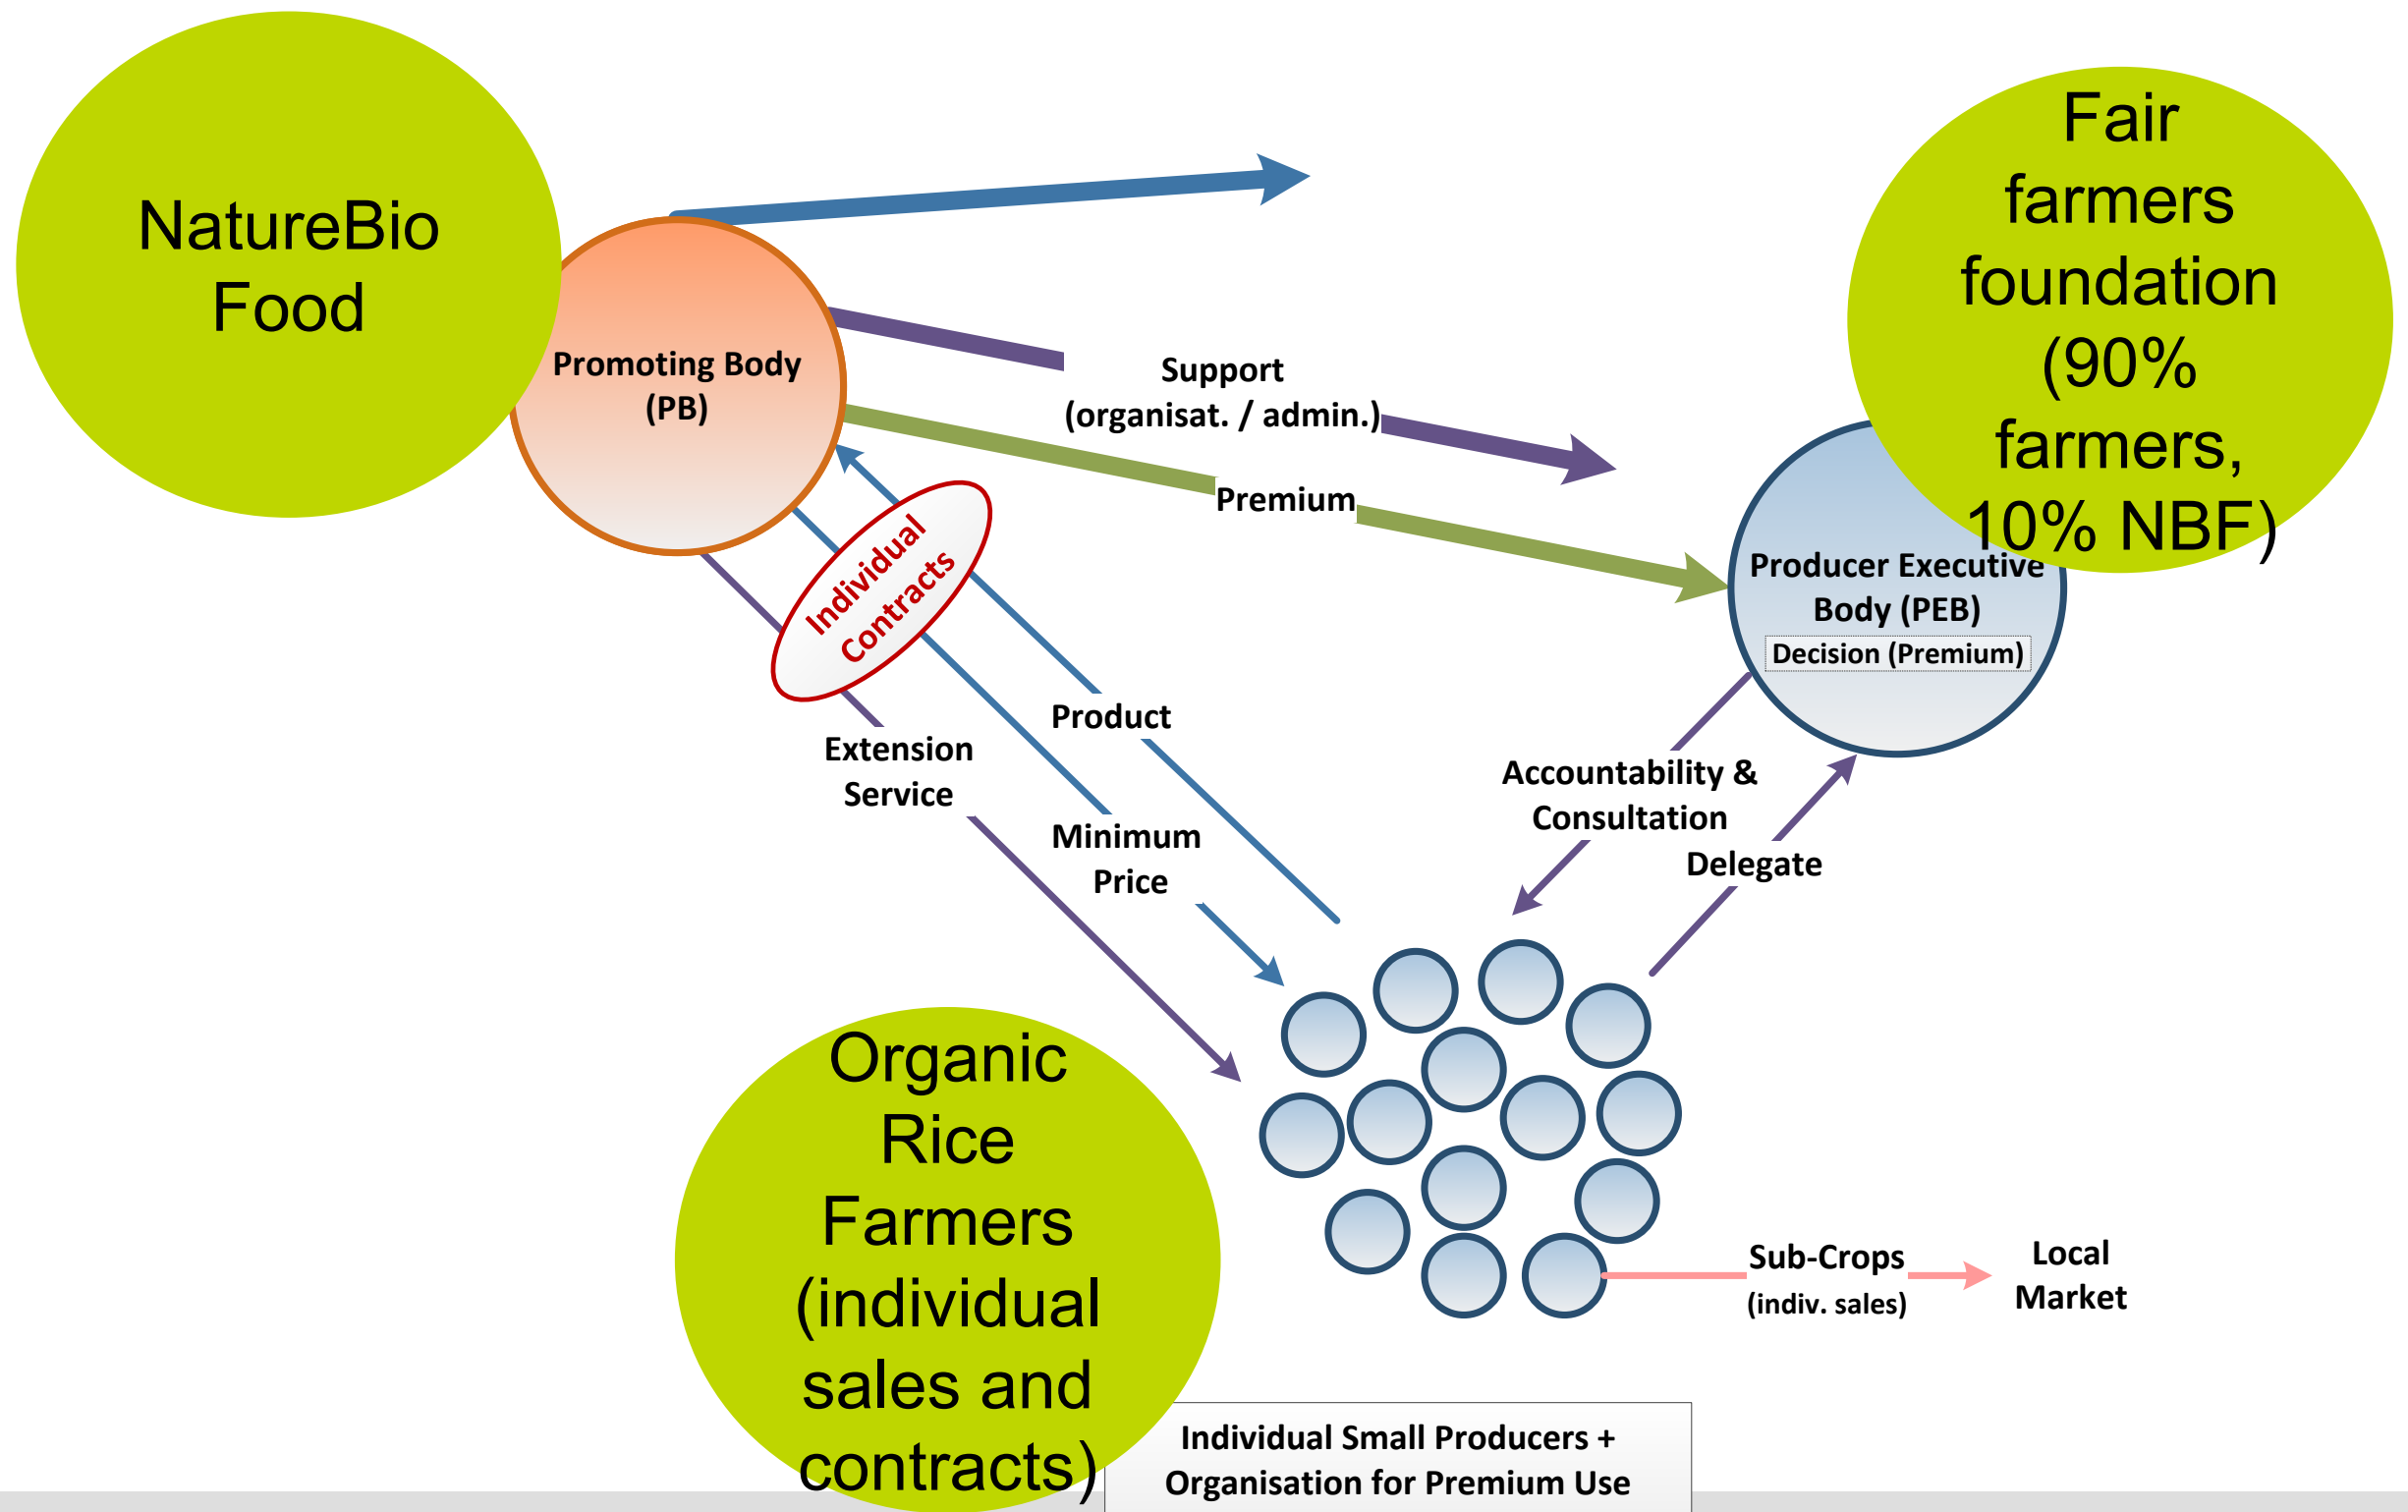 NatureBio
Food
Fair
farmers
foundation
(90%
farmers,
10% NBF)
Promoting Body
(PB)
Support
(organisat. / admin.)
Premium
Individual
Contracts
Producer Executive
Body (PEB)
Decision (Premium)
Product
Extension
Service
Minimum
Price
Accountability &
Consultation
Delegate
Organic
Rice
Farmers
(individual
sales and
contracts)
Sub-Crops
(indiv. sales)
Local
Market
Individual Small Producers +
Organisation for Premium Use